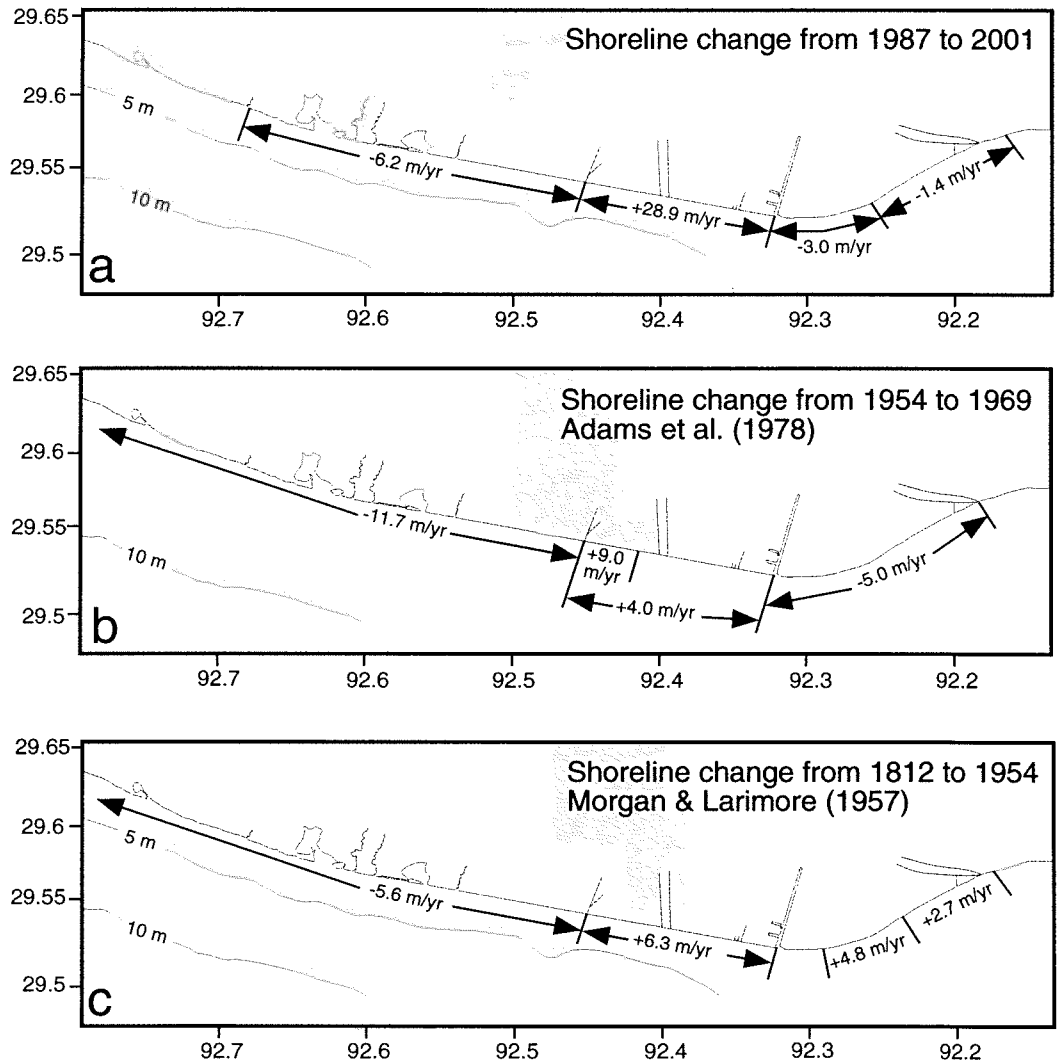 29.65
Shoreline change from 1987 to 2001
29.6
5 m
-6.2 m/yr
-1.4 m/yr
29.55
10 m
+28.9 m/yr
-3.0 m/yr
29.5
a
92.7 92.6 92.5 92.4 92.3 92.2
29.65
Shoreline change from 1954 to 1969
Adams et al. (1978)
29.6
-11.7 m/yr
29.55
10 m
+9.0
m/yr
-5.0 m/yr
+4.0 m/yr
29.5
b
92.7 92.6 92.5 92.4 92.3 92.2
29.65
Shoreline change from 1812 to 1954
Morgan & Larimore (1957)
29.6
5 m
-5.6 m/yr
29.55
+2.7 m/yr
10 m
+6.3 m/yr
+4.8 m/yr
29.5
c
92.7 92.6 92.5 92.4 92.3 92.2